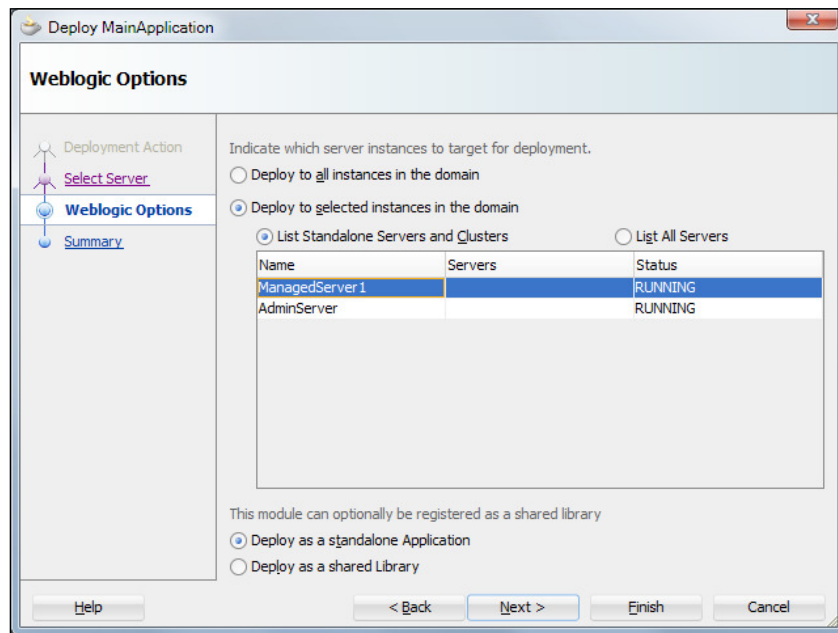 Deploy MainApplication
Weblogic Options
Deployment Action
Select Server
Weblogic Options
Summary
Indicate which server instances to target for deployment.
Deploy to all instances in the domain
Deploy to selected instances in the domain
List Standalone Servers and Clusters List All Servers
Name Servers Status
ManagedServer1 RUNNING
AdminServer RUNNING
This module can optionally be registered as a shared library
Deploy as a standalone Application
Deploy as a shared Library
Help < Back Next > Finish Cancel